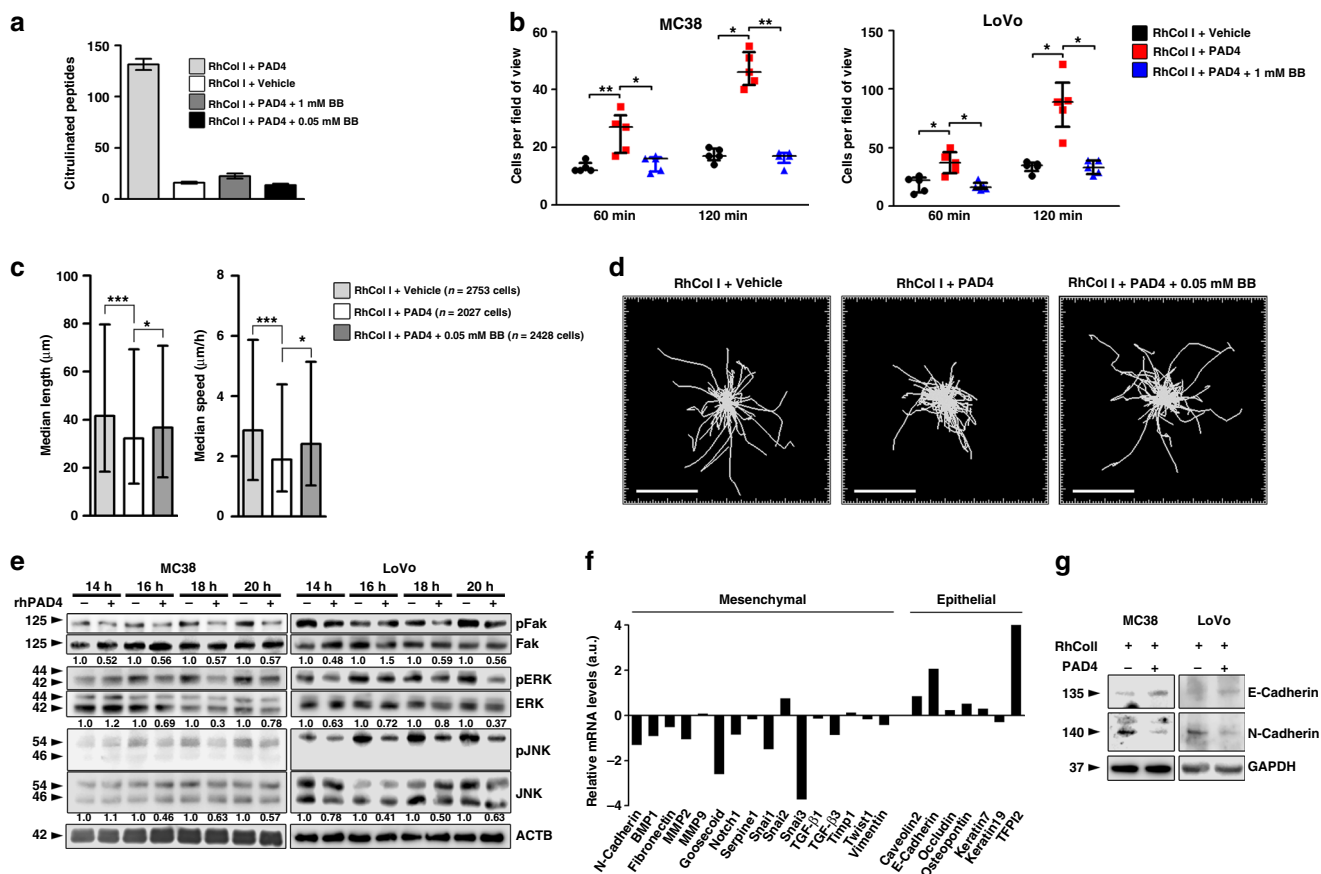 a
Citrulinated peptides
150
100
50
0
RhCol I + PAD4
RhCol I + Vehicle
RhCol I + PAD4 + 1 mM BB
RhCol I + PAD4 + 0.05 mM BB
b
MC38
Cells per field of view
60
40
20
0
** * * **
60 min 120 min
LoVo
Cells per field of view
150
100
50
0
* * * *
60 min 120 min
RhCol I + Vehicle
RhCol I + PAD4
RhCol I + PAD4 + 1 mM BB
c
Median length (μm)
100
80
60
40
20
0
*** *
Median speed (μm/h)
8
6
4
2
0
*** *
RhCol I + Vehicle (n = 2753 cells)
RhCol I + PAD4 (n = 2027 cells)
RhCol I + PAD4 + 0.05 mM BB (n = 2428 cells)
d
RhCol I + Vehicle RhCol I + PAD4 RhCol I + PAD4 + 0.05 mM BB
e
MC38 LoVo
14 h 16 h 18 h 20 h 14 h 16 h 18 h 20 h
rhPAD4 – + – + – + – + – + – + – + – +
125 pFak
125 Fak
1.0 0.52 1.0 0.56 1.0 0.57 1.0 0.57 1.0 0.48 1.0 1.5 1.0 0.59 1.0 0.56
44
42 pERK
44
42 ERK
1.0 1.2 1.0 0.69 1.0 0.3 1.0 0.78 1.0 0.63 1.0 0.72 1.0 0.8 1.0 0.37
54
46 pJNK
54
46 JNK
1.0 1.1 1.0 0.46 1.0 0.63 1.0 0.57 1.0 0.78 1.0 0.41 1.0 0.50 1.0 0.63
42 ACTB
f
Mesenchymal Epithelial
Relative mRNA levels (a.u.)
4
2
0
–2
–4
N-Cadherin
BMP1
Fibronectin
MMP2
MMP9
Goosecoid
Notch1
Serpine1
Snai1
Snai2
Snai3
TGF-β1
TGF-β3
Timp1
Twist1
Vimentin
Caveolin2
E-Cadherin
Occludin
Osteopontin
Keratin7
Keratin19
TFPI2
g
MC38 LoVo
RhColI + + + +
PAD4 – + – +
135 E-Cadherin
140 N-Cadherin
37 GAPDH